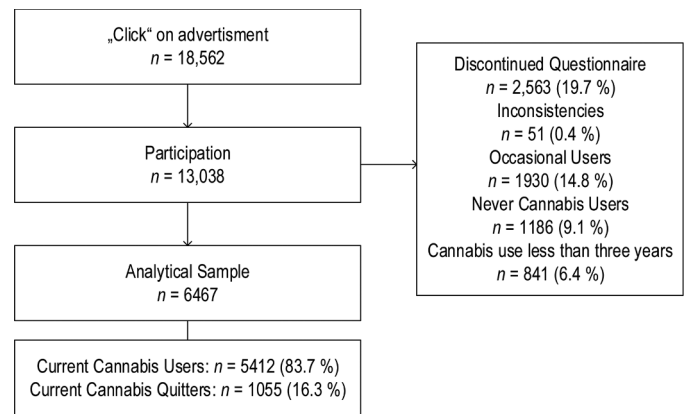 „Click“ on advertisment
n = 18,562
Participation
n = 13,038
Discontinued Questionnaire
n = 2,563 (19.7 %)
Inconsistencies
n = 51 (0.4 %)
Occasional Users
n = 1930 (14.8 %)
Never Cannabis Users
n = 1186 (9.1 %)
Cannabis use less than three years
n = 841 (6.4 %)
Analytical Sample
n = 6467
Current Cannabis Users: n = 5412 (83.7 %)
Current Cannabis Quitters: n = 1055 (16.3 %)